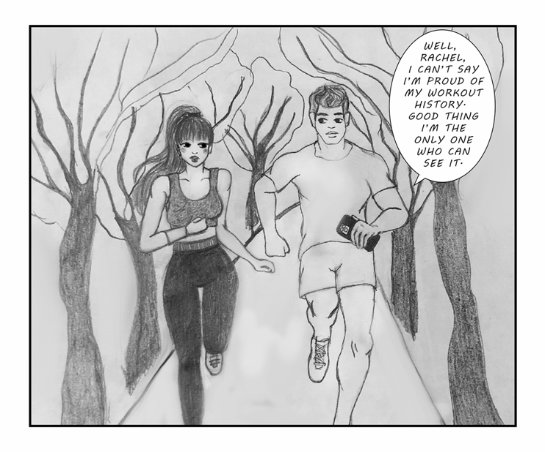 WELL,
RACHEL,
I CAN'T SAY
I'M PROUD OF
MY WORKOUT
HISTORY.
GOOD THING
I'M THE
ONLY ONE
WHO CAN
SEE IT.